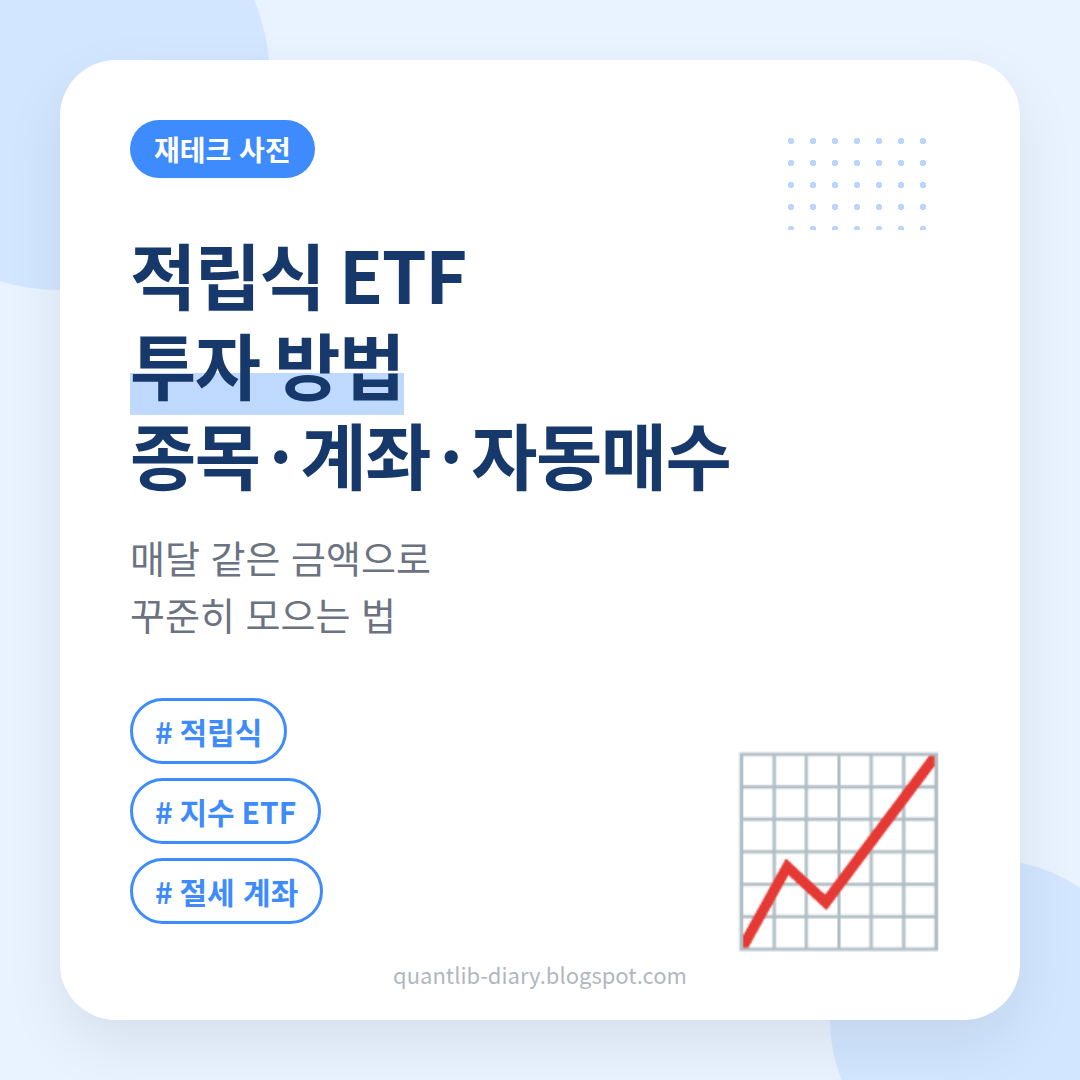 재테크 사전
적립식 ETF
투자 방법
종목·계좌·자동매수
매달 같은 금액으로
꾸준히 모으는 법
# 적립식
# 지수 ETF
# 절세 계좌
quantlib-diary.blogspot.com